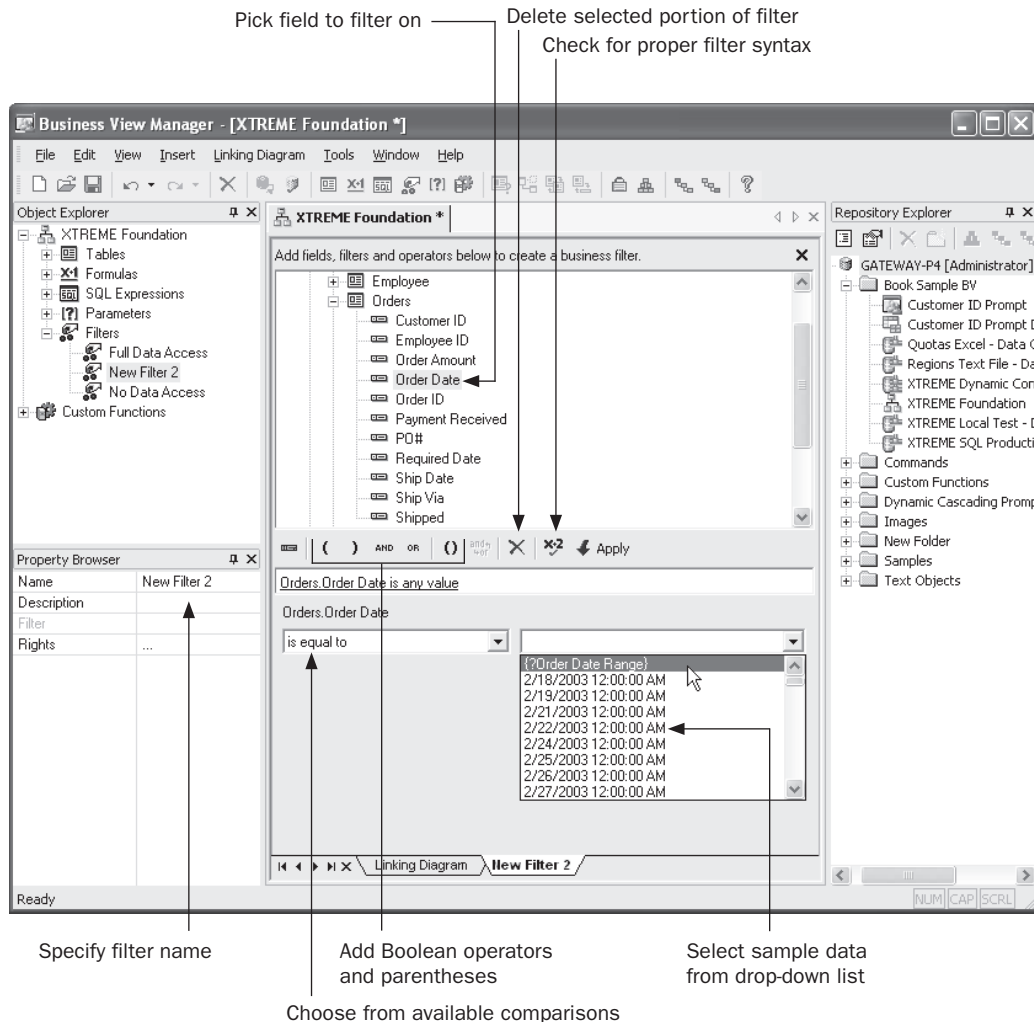 Pick field to filter on
Delete selected portion of filter
Check for proper filter syntax
Business View Manager - [XTREME Foundation *]
File Edit View Insert Linking Diagram Tools Window Help
Object Explorer
XTREME Foundation
Tables
Formulas
SQL Expressions
Parameters
Filters
Full Data Access
New Filter 2
No Data Access
Custom Functions
XTREME Foundation *
Add fields, filters and operators below to create a business filter.
Employee
Orders
Customer ID
Employee ID
Order Amount
Order Date
Order ID
Payment Received
PO#
Required Date
Ship Date
Ship Via
Shipped
( ) AND OR () Apply
Orders.Order Date is any value
Orders.Order Date
is equal to
{?Order Date Range}
2/18/2003 12:00:00 AM
2/19/2003 12:00:00 AM
2/21/2003 12:00:00 AM
2/22/2003 12:00:00 AM
2/24/2003 12:00:00 AM
2/25/2003 12:00:00 AM
2/26/2003 12:00:00 AM
2/27/2003 12:00:00 AM
Linking Diagram New Filter 2
Repository Explorer
GATEWAY-P4 [Administrator]
Book Sample BV
Customer ID Prompt
Customer ID Prompt D
Quotas Excel - Data C
Regions Text File - Da
XTREME Dynamic Con
XTREME Foundation
XTREME Local Test - D
XTREME SQL Producti
Commands
Custom Functions
Dynamic Cascading Promp
Images
New Folder
Samples
Text Objects
Property Browser
Name New Filter 2
Description
Filter
Rights ...
Ready
NUM CAP SCRL
Specify filter name
Add Boolean operators
and parentheses
Select sample data
from drop-down list
Choose from available comparisons